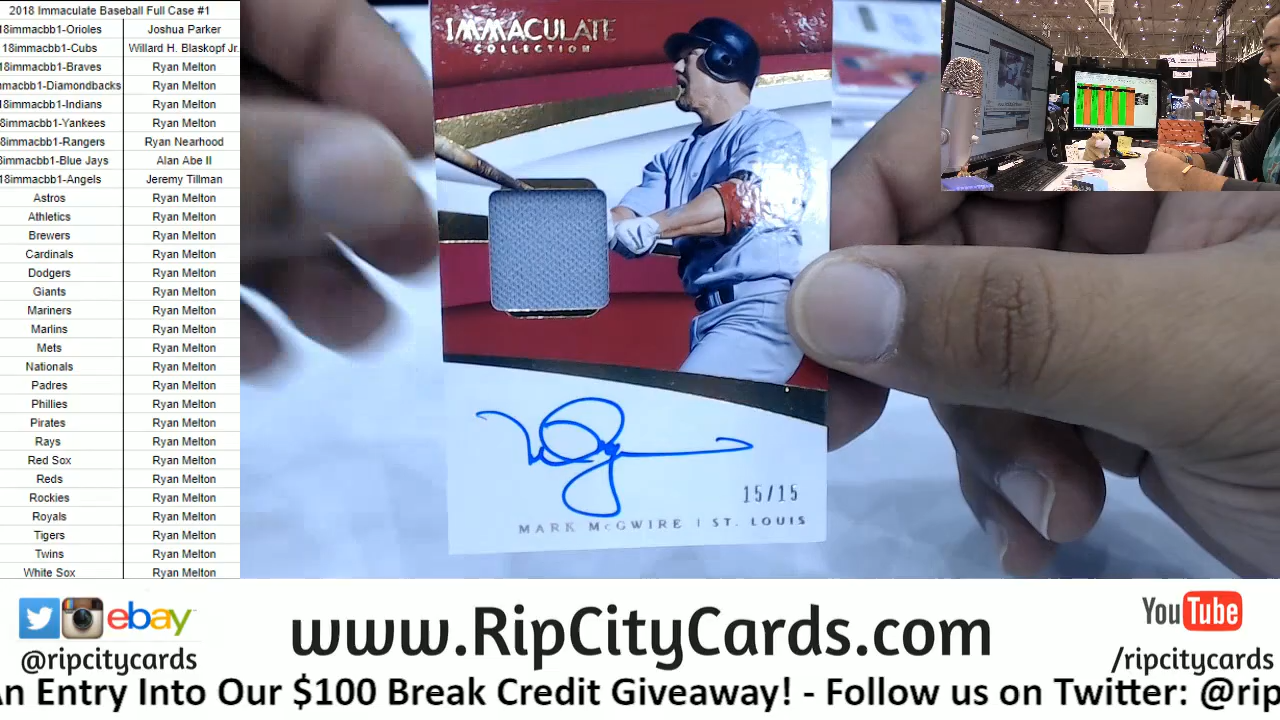 2018 Immaculate Baseball Full Case #1
18immacbb1-Orioles Joshua Parker
18immacbb1-Cubs Willard H. Blaskopf Jr.
18immacbb1-Braves Ryan Melton
nmacbb1-Diamondbacks Ryan Melton
18immacbb1-Indians Ryan Melton
8immacbb1-Yankees Ryan Melton
8immacbb1-Rangers Ryan Nearhood
8immacbb1-Blue Jays Alan Abe II
18immacbb1-Angels Jeremy Tillman
Astros Ryan Melton
Athletics Ryan Melton
Brewers Ryan Melton
Cardinals Ryan Melton
Dodgers Ryan Melton
Giants Ryan Melton
Mariners Ryan Melton
Marlins Ryan Melton
Mets Ryan Melton
Nationals Ryan Melton
Padres Ryan Melton
Phillies Ryan Melton
Pirates Ryan Melton
Rays Ryan Melton
Red Sox Ryan Melton
Reds Ryan Melton
Rockies Ryan Melton
Royals Ryan Melton
Tigers Ryan Melton
Twins Ryan Melton
White Sox Ryan Melton
IMMACULATE
COLLECTION
15/15
MARK McGWIRE | ST. LOUIS
ebay
@ripcitycards
www.RipCityCards.com
YouTube
/ripcitycards
An Entry Into Our $100 Break Credit Giveaway! - Follow us on Twitter: @rip